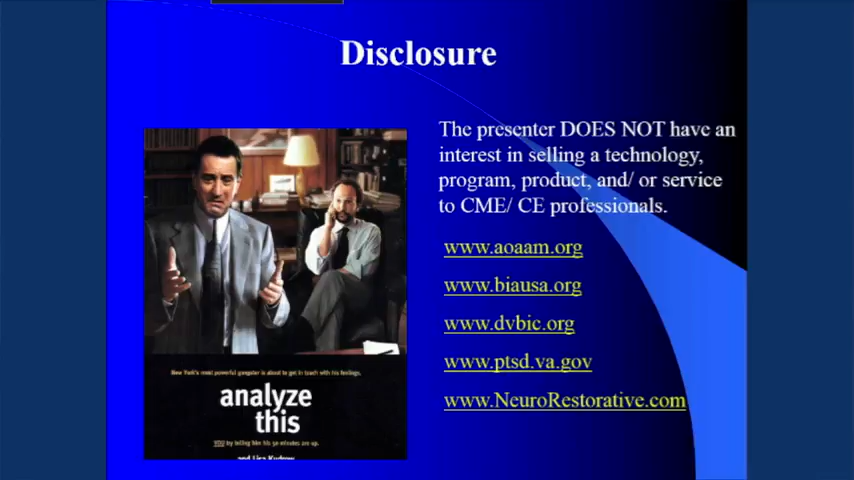 Disclosure
The presenter DOES NOT have an
interest in selling a technology,
program, product, and/ or service
to CME/ CE professionals.
www.aoaam.org
www.biausa.org
www.dvbic.org
www.ptsd.va.gov
www.NeuroRestorative.com
New York's most powerful gangster is about to get in touch with his feelings.
analyze
this
YOU try telling him his 50 minutes are up.
and Lisa Kudrow